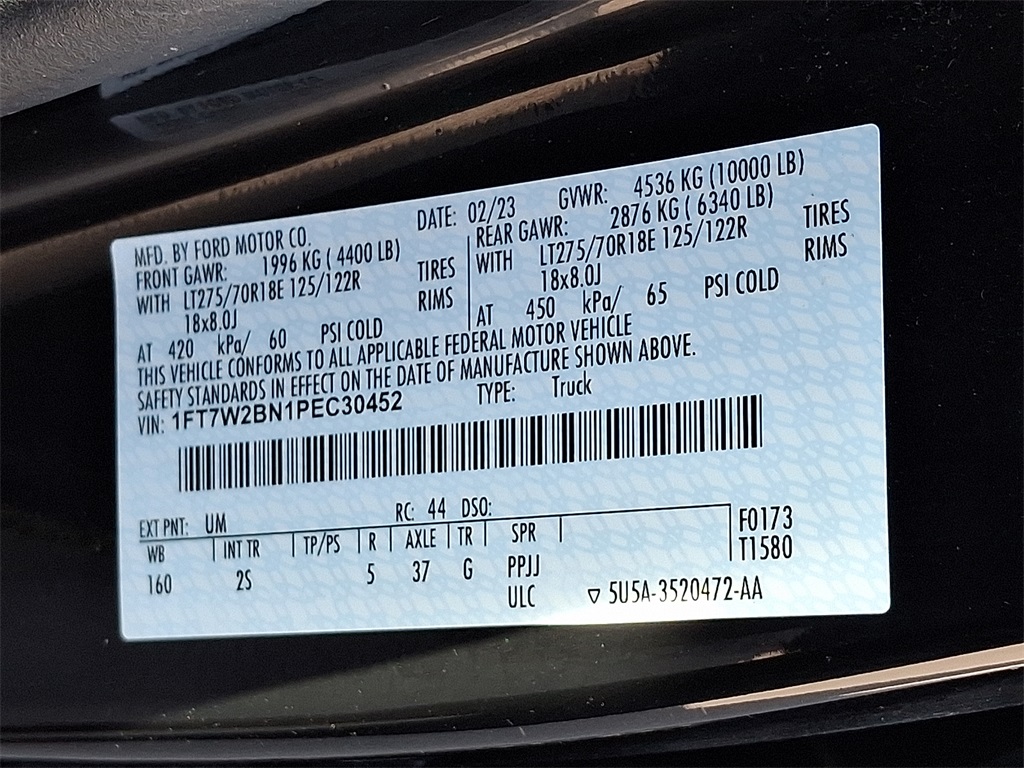 MFD. BY FORD MOTOR CO. DATE: 02/23 GVWR: 4536 KG (10000 LB)
FRONT GAWR: 1996 KG ( 4400 LB) REAR GAWR: 2876 KG ( 6340 LB)
WITH LT275/70R18E 125/122R TIRES WITH LT275/70R18E 125/122R TIRES
18x8.0J RIMS 18x8.0J RIMS
AT 420 kPa/ 60 PSI COLD AT 450 kPa/ 65 PSI COLD
THIS VEHICLE CONFORMS TO ALL APPLICABLE FEDERAL MOTOR VEHICLE
SAFETY STANDARDS IN EFFECT ON THE DATE OF MANUFACTURE SHOWN ABOVE.
VIN: 1FT7W2BN1PEC30452 TYPE: Truck
EXT PNT: UM RC: 44 DSO:
WB INT TR TP/PS R AXLE TR SPR F0173
160 2S 5 37 G PPJJ T1580
ULC ▽ 5U5A-3520472-AA